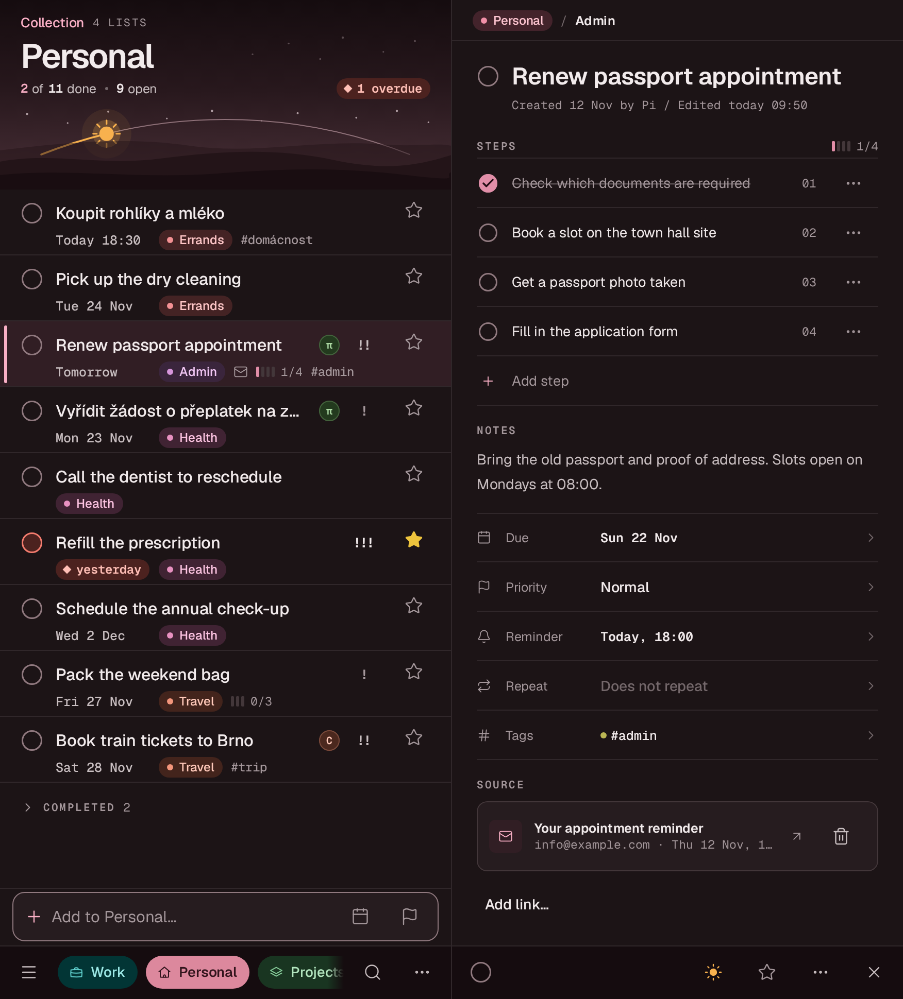 Collection 4 LISTS
Personal
2 of 11 done • 9 open
1 overdue
Koupit rohlíky a mléko
Today 18:30 Errands #domácnost
Pick up the dry cleaning
Tue 24 Nov Errands
Renew passport appointment π !!
Tomorrow Admin 1/4 #admin
Vyřídit žádost o přeplatek na z… π !
Mon 23 Nov Health
Call the dentist to reschedule
Health
Refill the prescription !!!
yesterday Health
Schedule the annual check-up
Wed 2 Dec Health
Pack the weekend bag !
Fri 27 Nov Travel 0/3
Book train tickets to Brno C !!
Sat 28 Nov Travel #trip
COMPLETED 2
Add to Personal…
Work Personal Projects
Personal / Admin
Renew passport appointment
Created 12 Nov by Pi / Edited today 09:50
STEPS 1/4
Check which documents are required 01
Book a slot on the town hall site 02
Get a passport photo taken 03
Fill in the application form 04
+ Add step
NOTES
Bring the old passport and proof of address. Slots open on
Mondays at 08:00.
Due Sun 22 Nov
Priority Normal
Reminder Today, 18:00
Repeat Does not repeat
Tags #admin
SOURCE
Your appointment reminder
info@example.com · Thu 12 Nov, 1…
Add link…